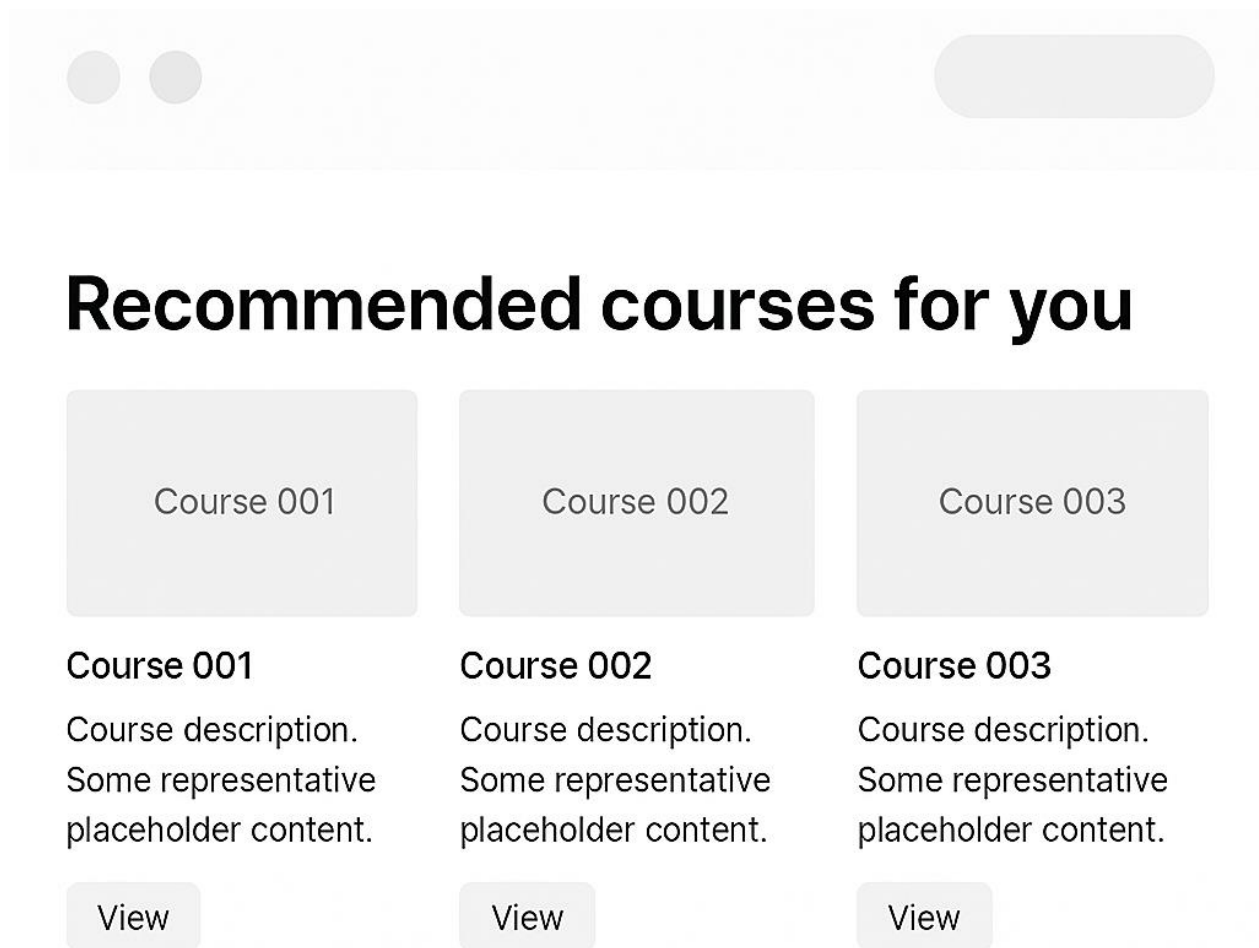 Recommended courses for you
Course 001
Course 002
Course 003
Course 001
Course description.
Some representative
placeholder content.
View
Course 002
Course description.
Some representative
placeholder content.
View
Course 003
Course description.
Some representative
placeholder content.
View